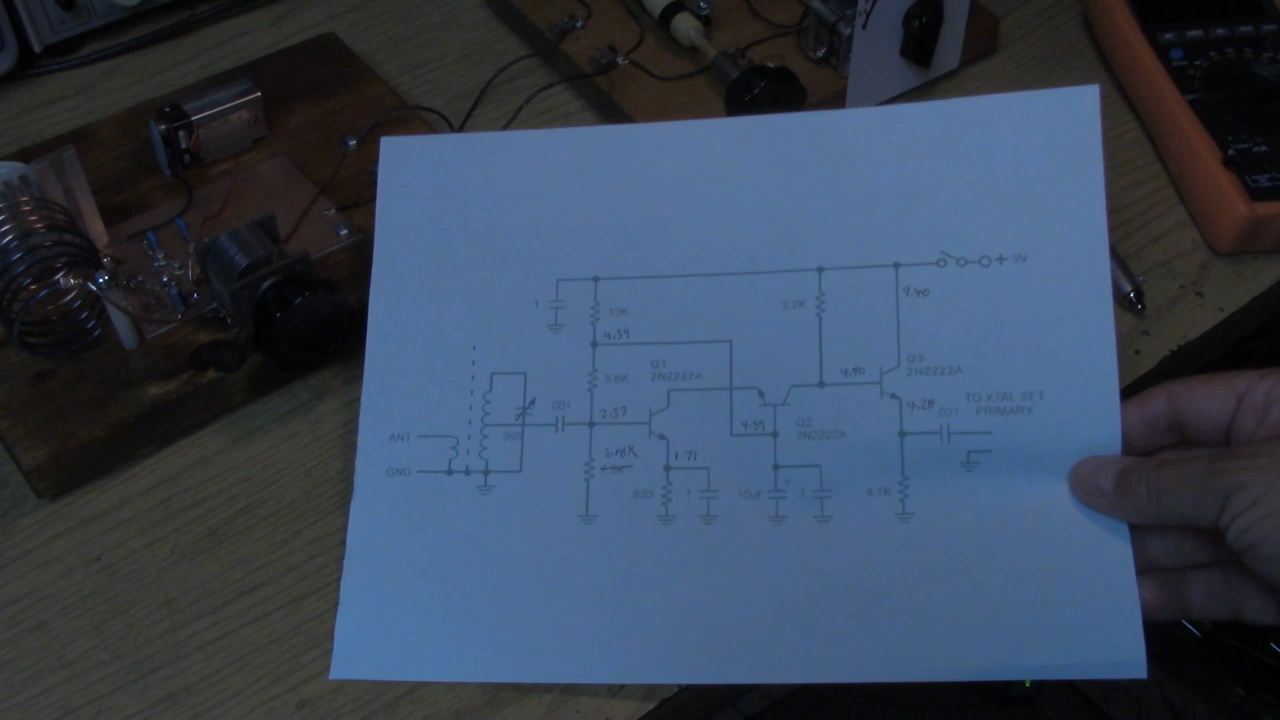 + 9V
9.40
.1
13K
2.2K
4.39
Q1
2N2222A
5.6K
4.90
Q3
2N2222A
TO XTAL SET
PRIMARY
.001
2.37
4.28
.001
ANT
365
4.39
Q2
2N2222A
6.8K
1.71
GND
820
.1
10uF
+
.1
4.7K